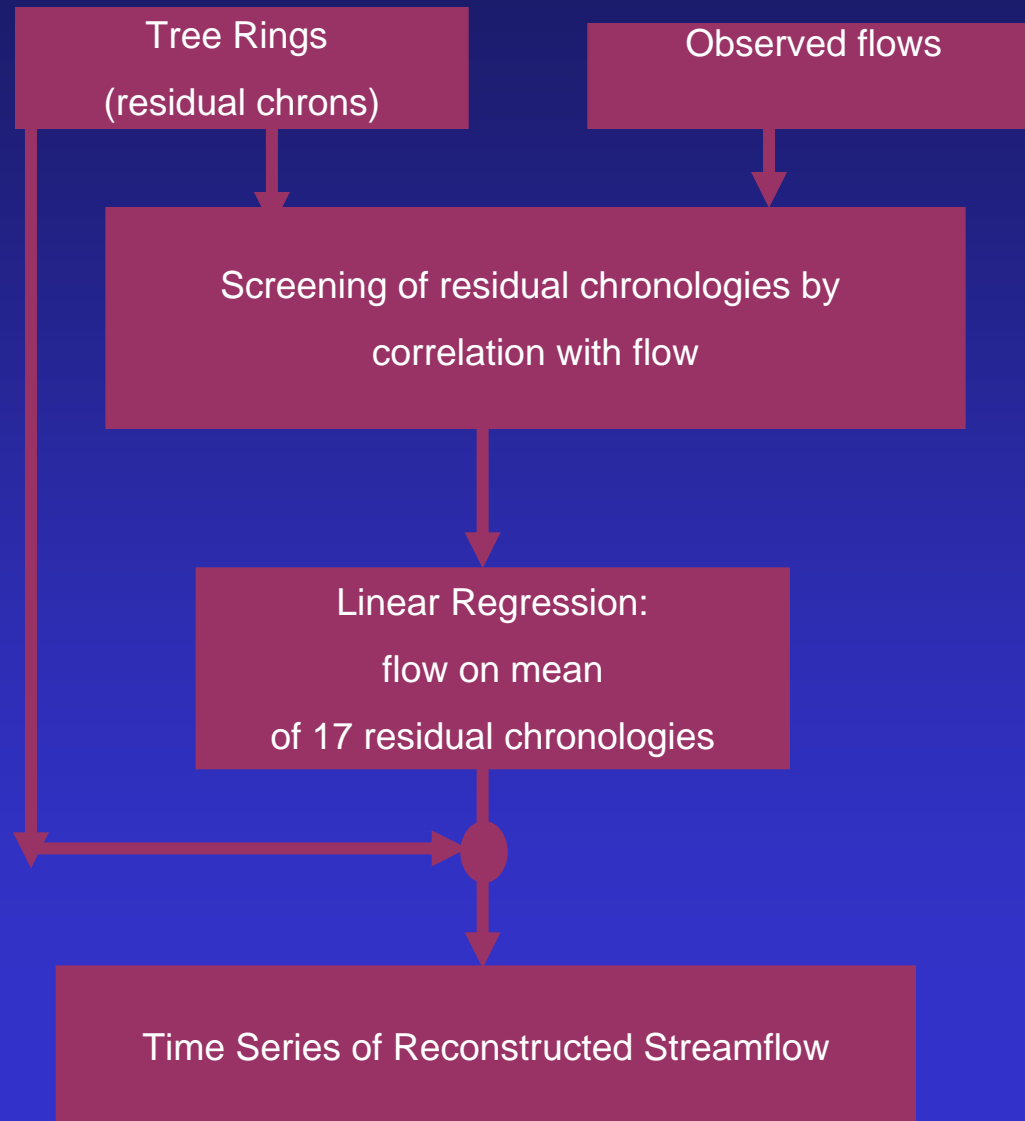 Tree Rings
(residual chrons)
Observed flows
Screening of residual chronologies by
correlation with flow
Linear Regression:
flow on mean
of 17 residual chronologies
Time Series of Reconstructed Streamflow